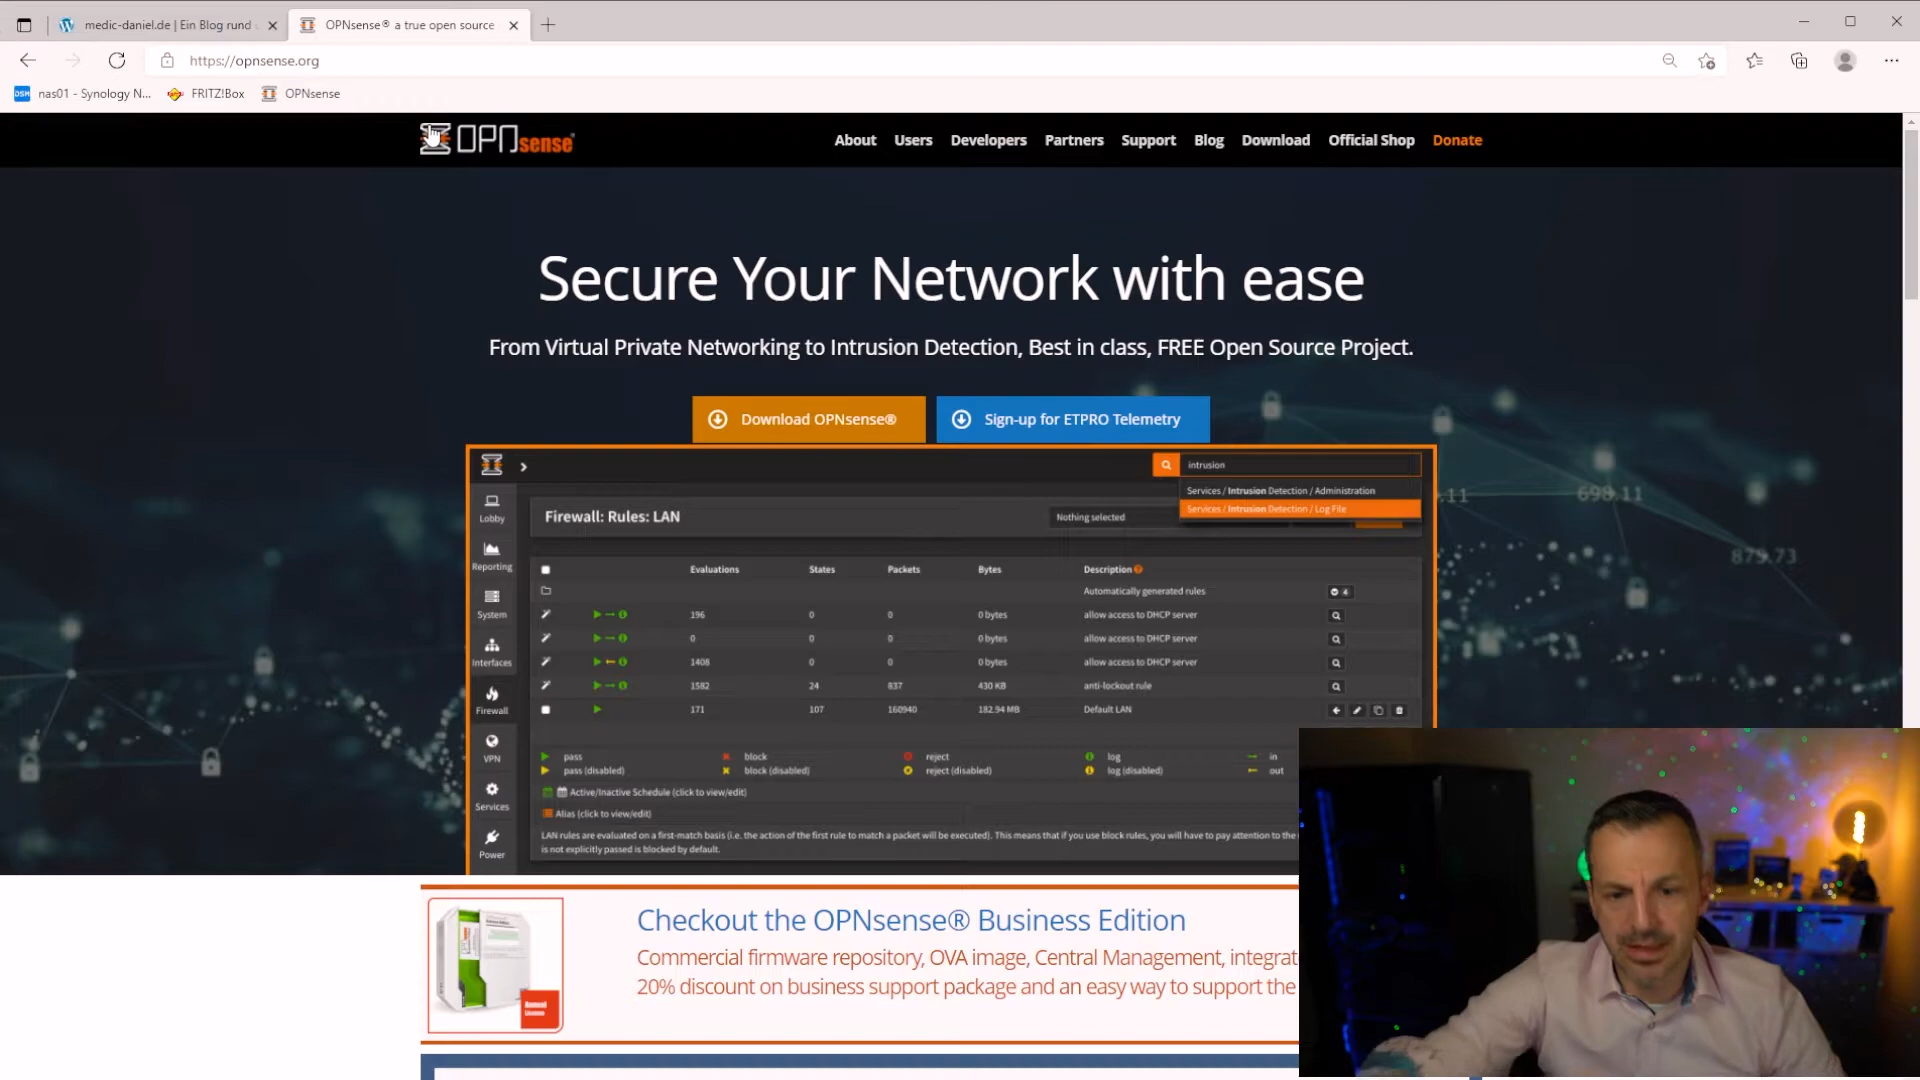 medic-daniel.de | Ein Blog rund
OPNsense® a true open source
https://opnsense.org
nas01 - Synology N...
FRITZ!Box
OPNsense
OPNsense
About
Users
Developers
Partners
Support
Blog
Download
Official Shop
Donate
Secure Your Network with ease
From Virtual Private Networking to Intrusion Detection, Best in class, FREE Open Source Project.
Download OPNsense®
Sign-up for ETPRO Telemetry
intrusion
Services / Intrusion Detection / Administration
Services / Intrusion Detection / Log File
Firewall: Rules: LAN
Nothing selected
Lobby
Reporting
System
Interfaces
Firewall
VPN
Services
Power
Evaluations States Packets Bytes Description
Automatically generated rules 4
196 0 0 0 bytes allow access to DHCP server
0 0 0 0 bytes allow access to DHCP server
1408 0 0 0 bytes allow access to DHCP server
1582 24 837 430 KB anti-lockout rule
171 107 160940 182.94 MB Default LAN
pass block reject log in
pass (disabled) block (disabled) reject (disabled) log (disabled) out
Active/Inactive Schedule (click to view/edit)
Alias (click to view/edit)
LAN rules are evaluated on a first-match basis (i.e. the action of the first rule to match a packet will be executed). This means that if you use block rules, you will have to pay attention to the
is not explicitly passed is blocked by default.
.11
698.11
879.73
Checkout the OPNsense® Business Edition
Commercial firmware repository, OVA image, Central Management, integrat
20% discount on business support package and an easy way to support the
Annual
License